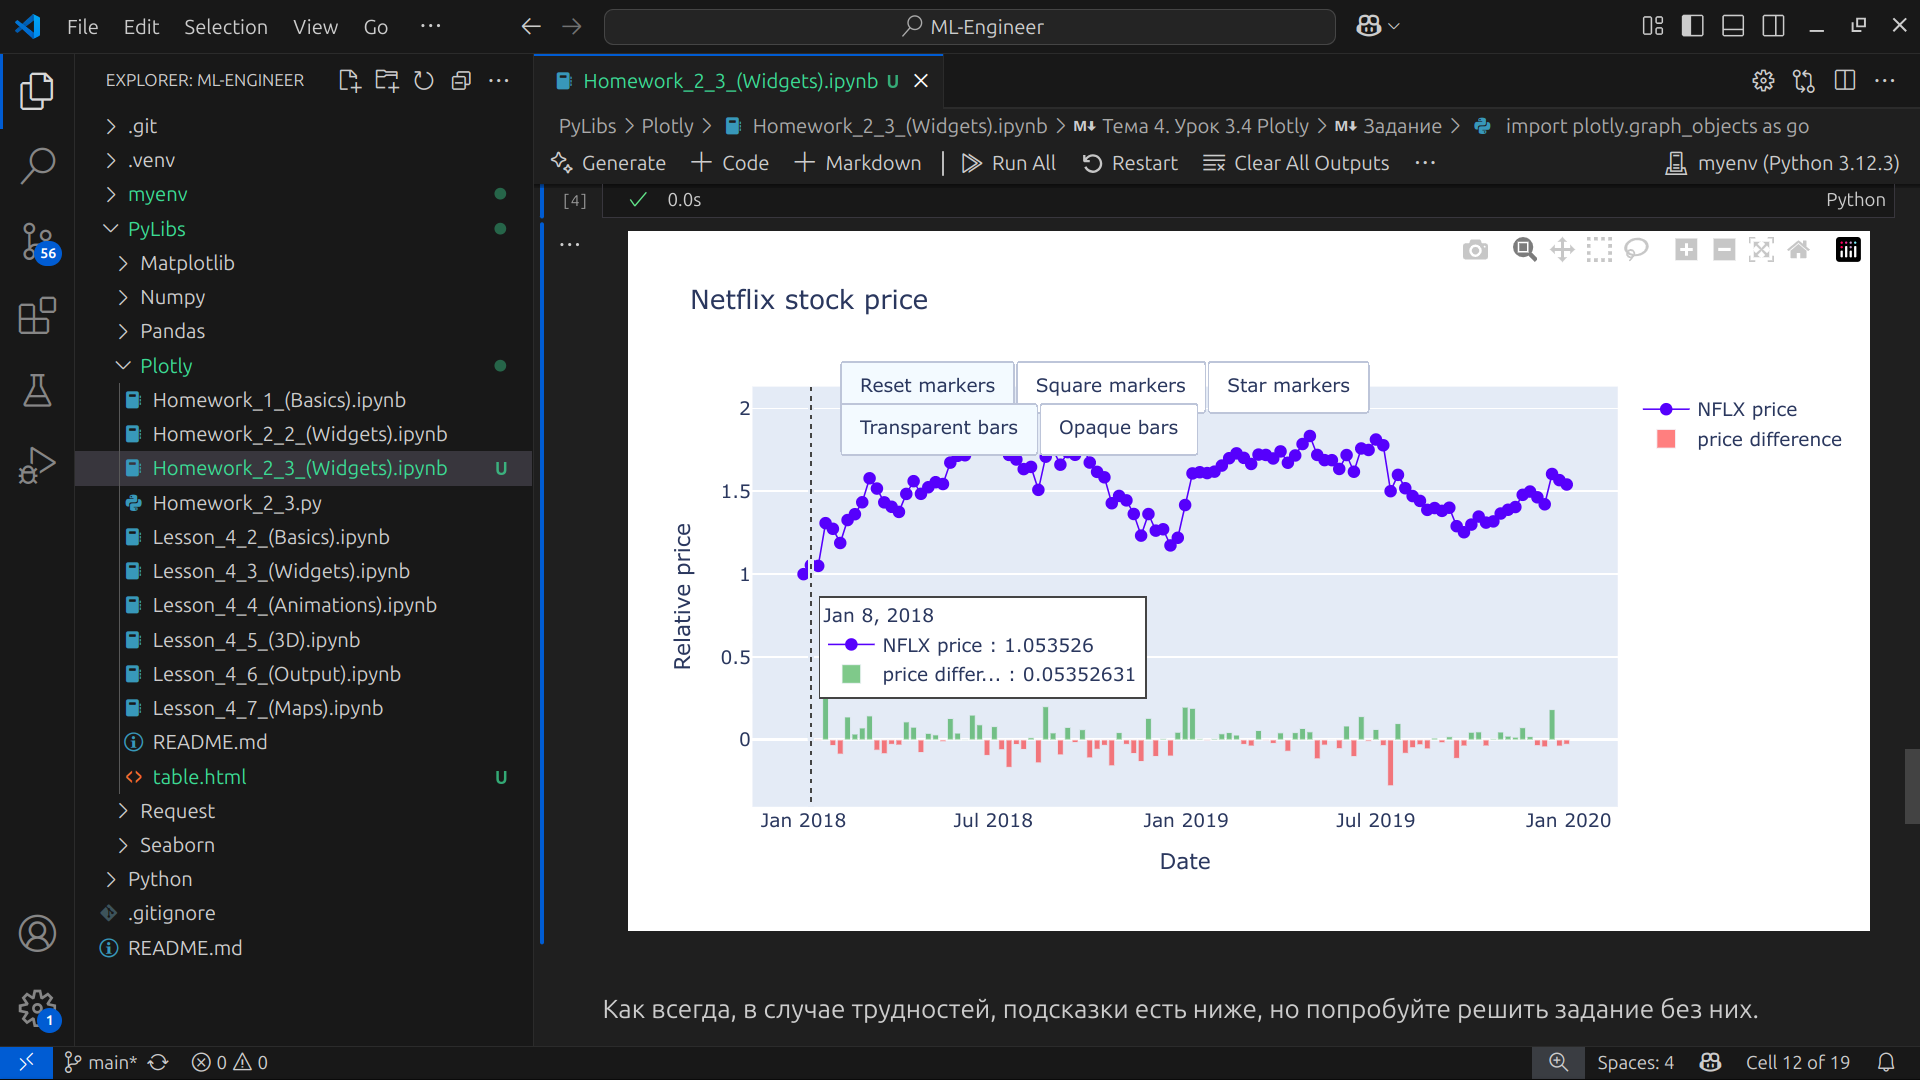 File Edit Selection View Go ···
ML-Engineer
EXPLORER: ML-ENGINEER
.git
.venv
myenv
PyLibs
Matplotlib
Numpy
Pandas
Plotly
Homework_1_(Basics).ipynb
Homework_2_2_(Widgets).ipynb
Homework_2_3_(Widgets).ipynb U
Homework_2_3.py
Lesson_4_2_(Basics).ipynb
Lesson_4_3_(Widgets).ipynb
Lesson_4_4_(Animations).ipynb
Lesson_4_5_(3D).ipynb
Lesson_4_6_(Output).ipynb
Lesson_4_7_(Maps).ipynb
README.md
table.html U
Request
Seaborn
Python
.gitignore
README.md
56
1
Homework_2_3_(Widgets).ipynb U
PyLibs > Plotly > Homework_2_3_(Widgets).ipynb > M↓ Тема 4. Урок 3.4 Plotly > M↓ Задание > import plotly.graph_objects as go
Generate + Code + Markdown | Run All Restart Clear All Outputs ··· myenv (Python 3.12.3)
[4] 0.0s Python
Netflix stock price
Reset markers Square markers Star markers
Transparent bars Opaque bars
NFLX price
price difference
2
1.5
1
0.5
0
Relative price
Jan 8, 2018
NFLX price : 1.053526
price differ... : 0.05352631
Jan 2018 Jul 2018 Jan 2019 Jul 2019 Jan 2020
Date
Как всегда, в случае трудностей, подсказки есть ниже, но попробуйте решить задание без них.
main* 0 0 Spaces: 4 Cell 12 of 19